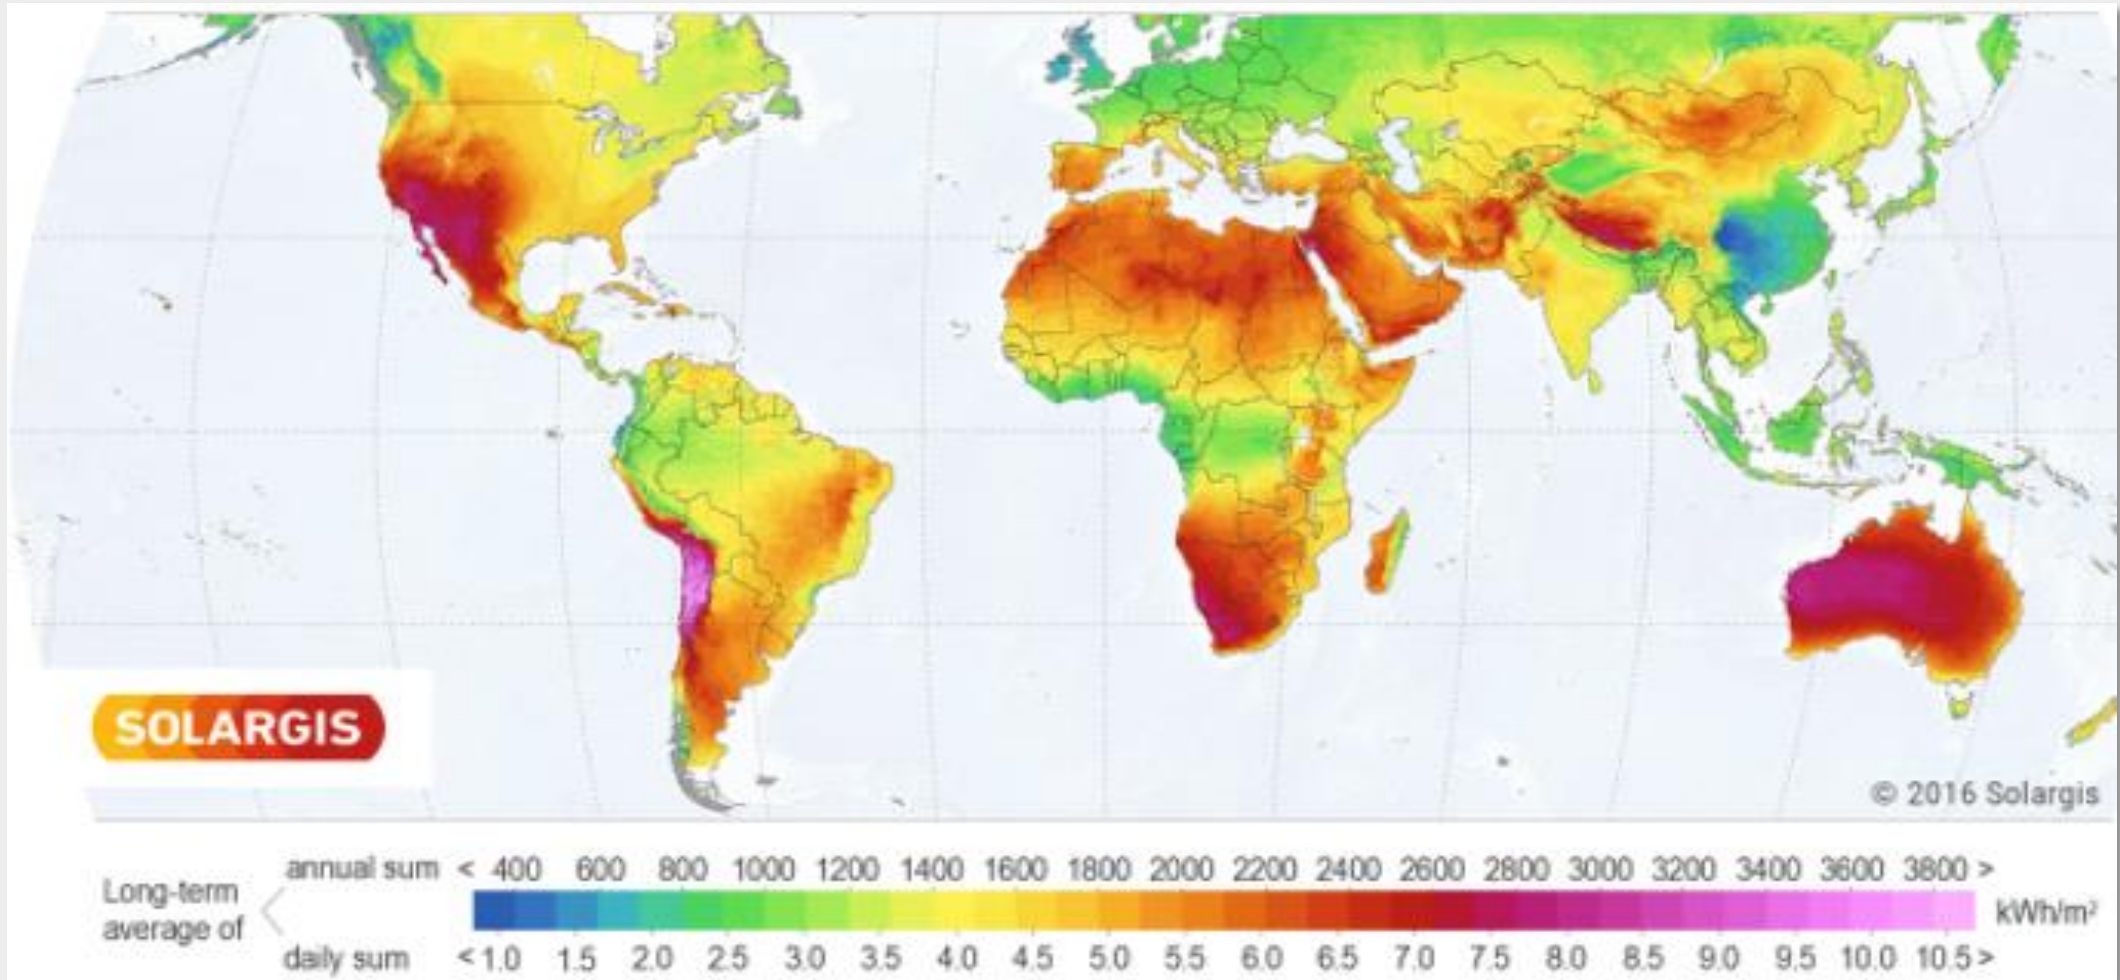 SOLARGIS
© 2016 Solargis
annual sum < 400 600 800 1000 1200 1400 1600 1800 2000 2200 2400 2600 2800 3000 3200 3400 3600 3800 >
Long-term
average of
kWh/m²
daily sum < 1.0 1.5 2.0 2.5 3.0 3.5 4.0 4.5 5.0 5.5 6.0 6.5 7.0 7.5 8.0 8.5 9.0 9.5 10.0 10.5 >